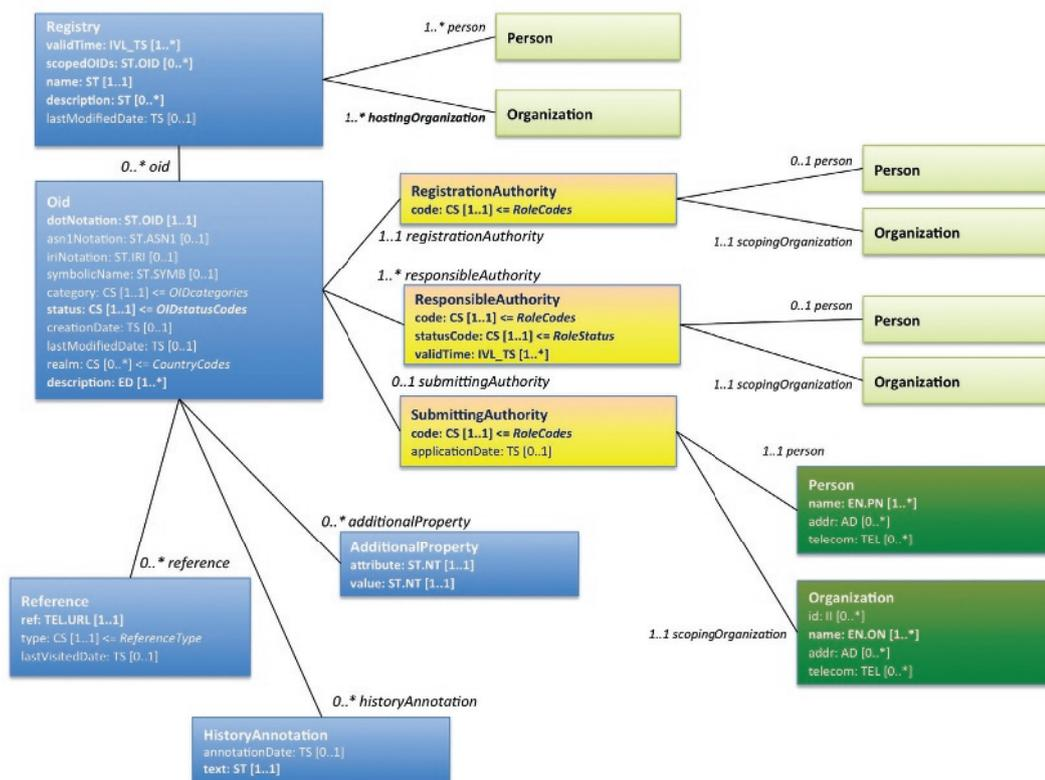 Registry
validTime: IVL_TS [1..*]
scopedOIDs: ST.OID [0..*]
name: ST [1..1]
description: ST [0..*]
lastModifiedDate: TS [0..1]
1..* person
Person
1..* hostingOrganization
Organization
0..* oid
Oid
dotNotation: ST.OID [1..1]
asn1Notation: ST.ASN1 [0..1]
iriNotation: ST.IRI [0..1]
symbolicName: ST.SYMB [0..1]
category: CS [1..1] <= OIDcategories
status: CS [1..1] <= OIDstatusCodes
creationDate: TS [0..1]
lastModifiedDate: TS [0..1]
realm: CS [0..*] <= CountryCodes
description: ED [1..*]
RegistrationAuthority
code: CS [1..1] <= RoleCodes
1..1 registrationAuthority
0..1 person
Person
1..1 scopingOrganization
Organization
1..* responsibleAuthority
ResponsibleAuthority
code: CS [1..1] <= RoleCodes
statusCode: CS [1..1] <= RoleStatus
validTime: IVL_TS [1..*]
0..1 person
Person
1..1 scopingOrganization
Organization
0..1 submittingAuthority
SubmittingAuthority
code: CS [1..1] <= RoleCodes
applicationDate: TS [0..1]
1..1 person
Person
name: EN.PN [1..*]
addr: AD [0..*]
telecom: TEL [0..*]
1..1 scopingOrganization
Organization
id: II [0..*]
name: EN.ON [1..*]
addr: AD [0..*]
telecom: TEL [0..*]
0..* additionalProperty
AdditionalProperty
attribute: ST.NT [1..1]
value: ST.NT [1..1]
0..* reference
Reference
ref: TEL.URL [1..1]
type: CS [1..1] <= ReferenceType
lastVisitedDate: TS [0..1]
0..* historyAnnotation
HistoryAnnotation
annotationDate: TS [0..1]
text: ST [1..1]